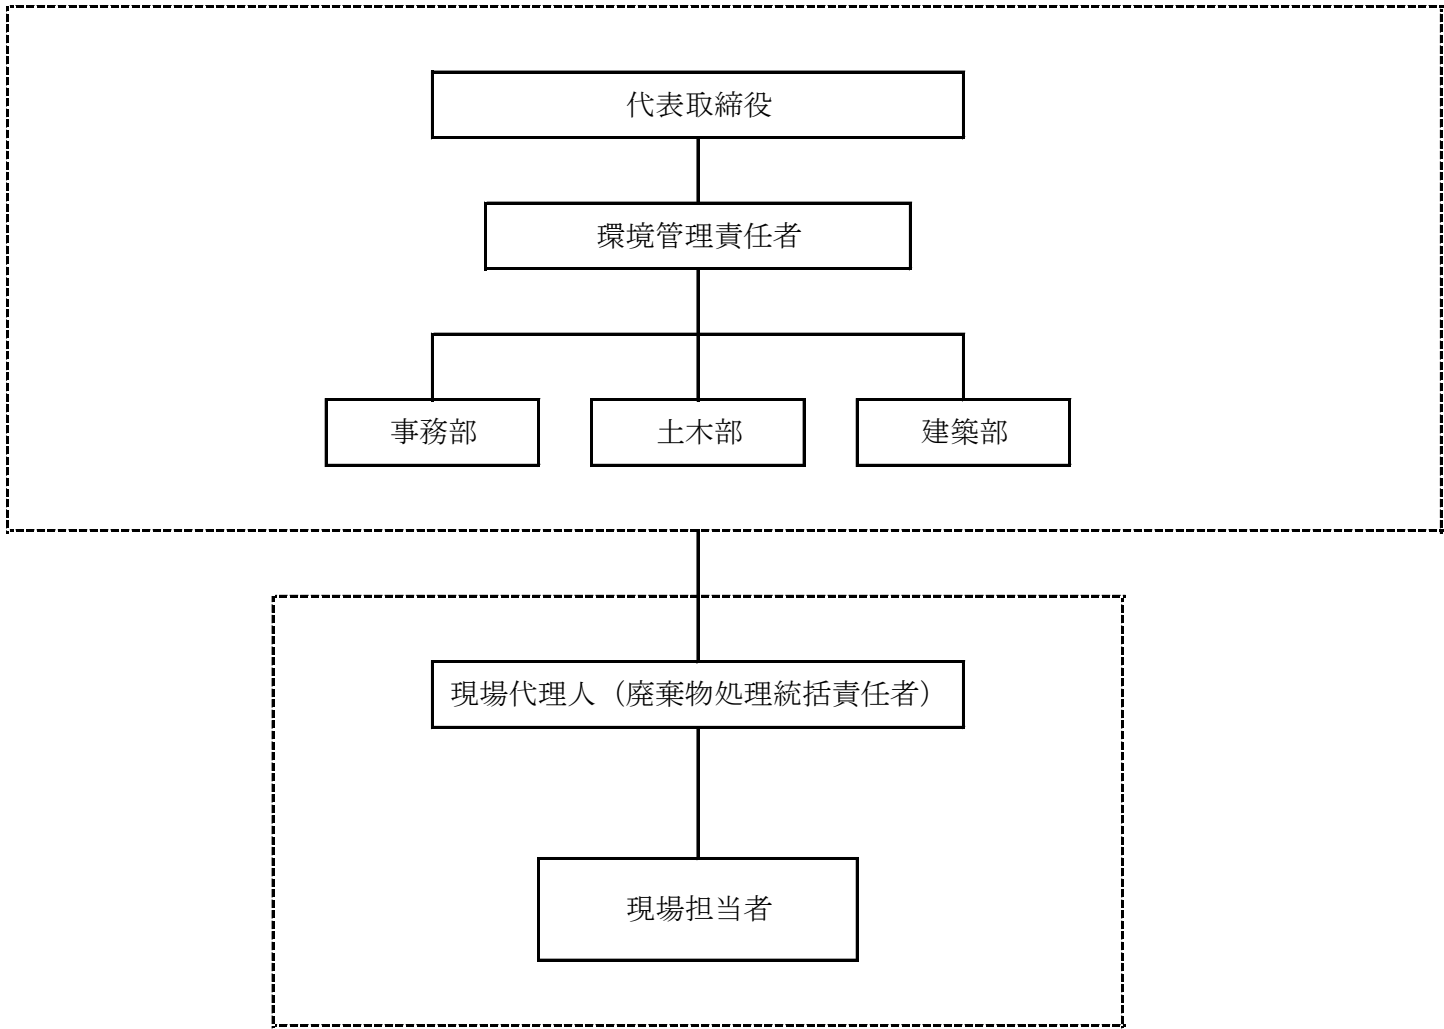 代表取締役
環境管理責任者
事務部
土木部
建築部
現場代理人（廃棄物処理統括責任者）
現場担当者